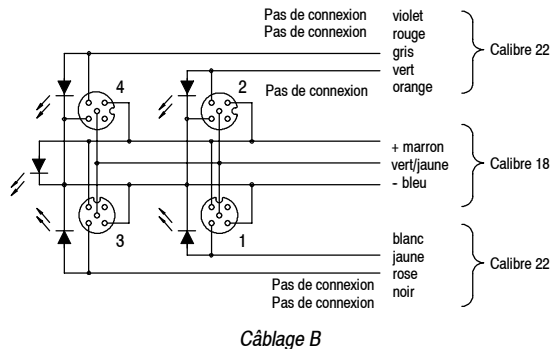 Pas de connexion violet
Pas de connexion rouge
gris
vert
Pas de connexion orange
Calibre 22
4
2
+ marron
vert/jaune
- bleu
Calibre 18
3
1
blanc
jaune
rose
Pas de connexion noir
Pas de connexion
Calibre 22
Câblage B